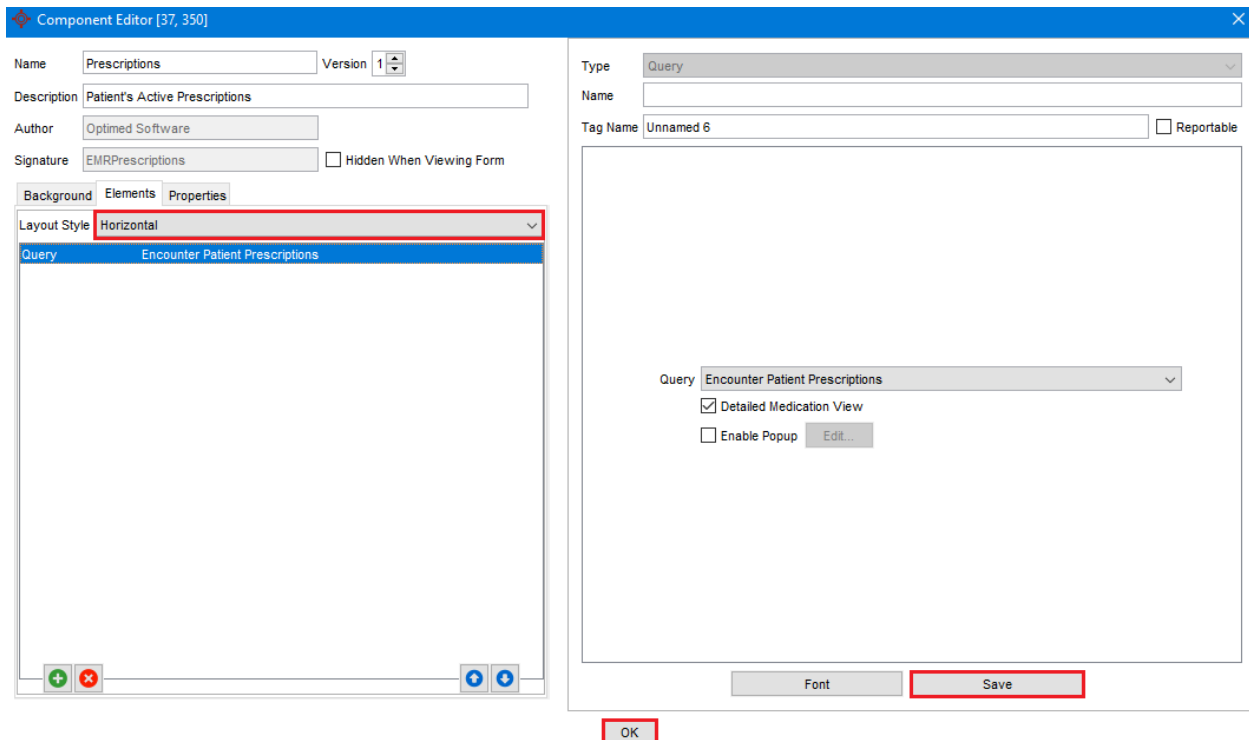 Component Editor [37, 350]
Name Prescriptions Version 1
Description Patient's Active Prescriptions
Author Optimed Software
Signature EMRPrescriptions Hidden When Viewing Form
Background Elements Properties
Layout Style Horizontal
Query Encounter Patient Prescriptions
Type Query
Name
Tag Name Unnamed 6 Reportable
Query Encounter Patient Prescriptions
Detailed Medication View
Enable Popup Edit...
Font Save
OK